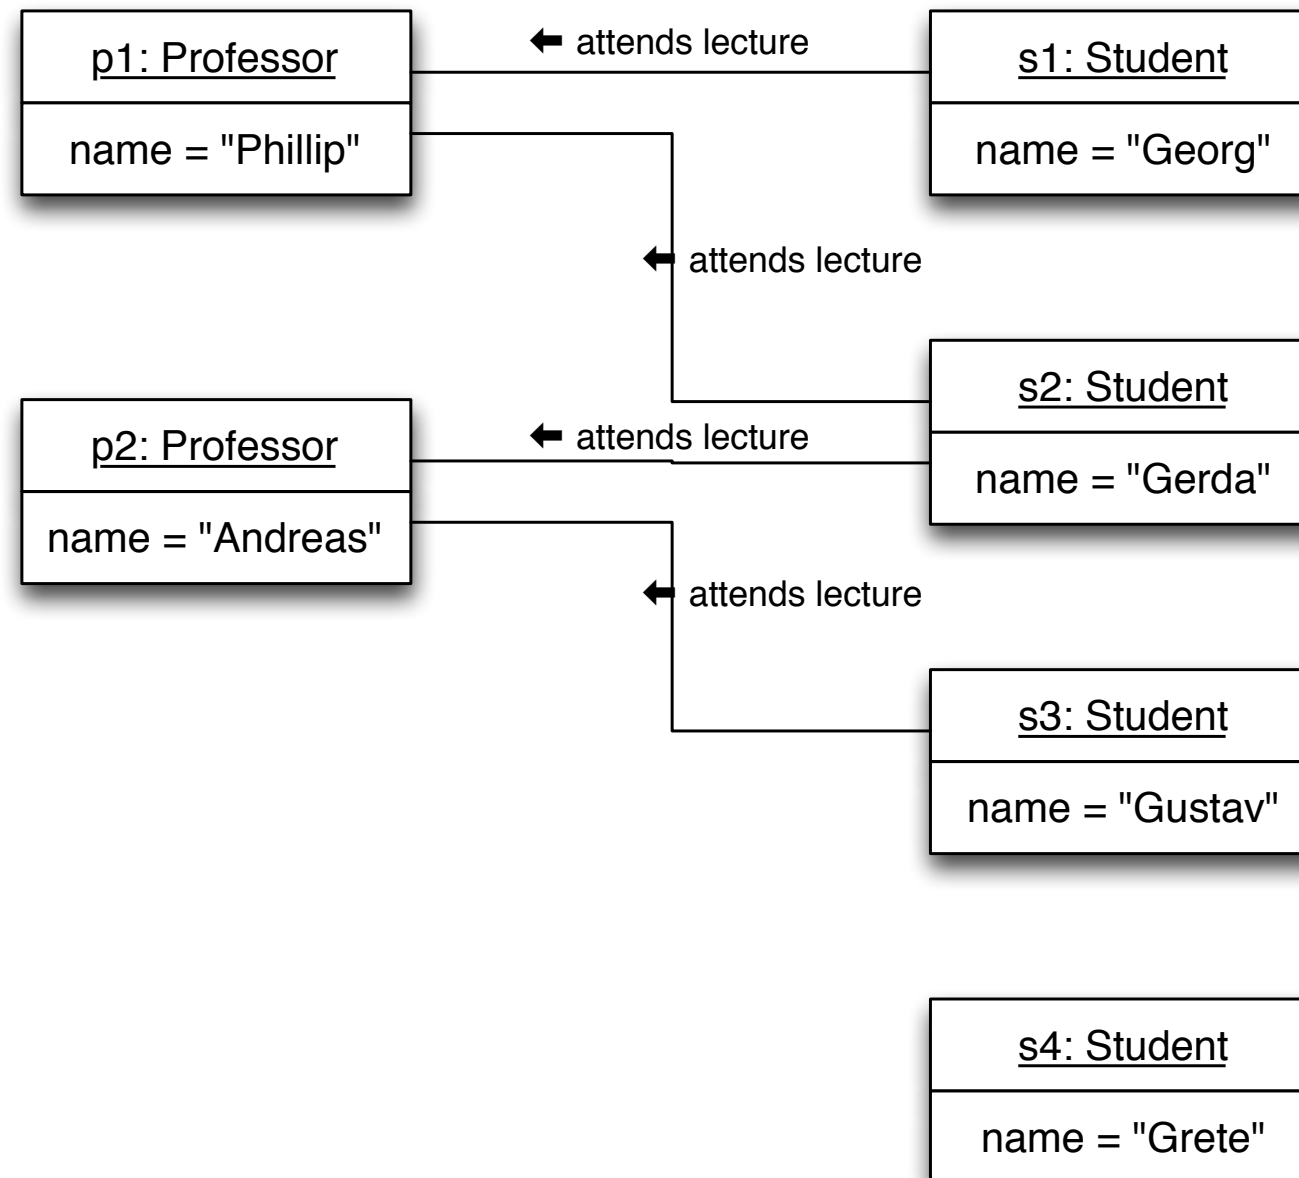 p1: Professor
name = "Phillip"
attends lecture
s1: Student
name = "Georg"
attends lecture
p2: Professor
name = "Andreas"
attends lecture
s2: Student
name = "Gerda"
attends lecture
s3: Student
name = "Gustav"
s4: Student
name = "Grete"